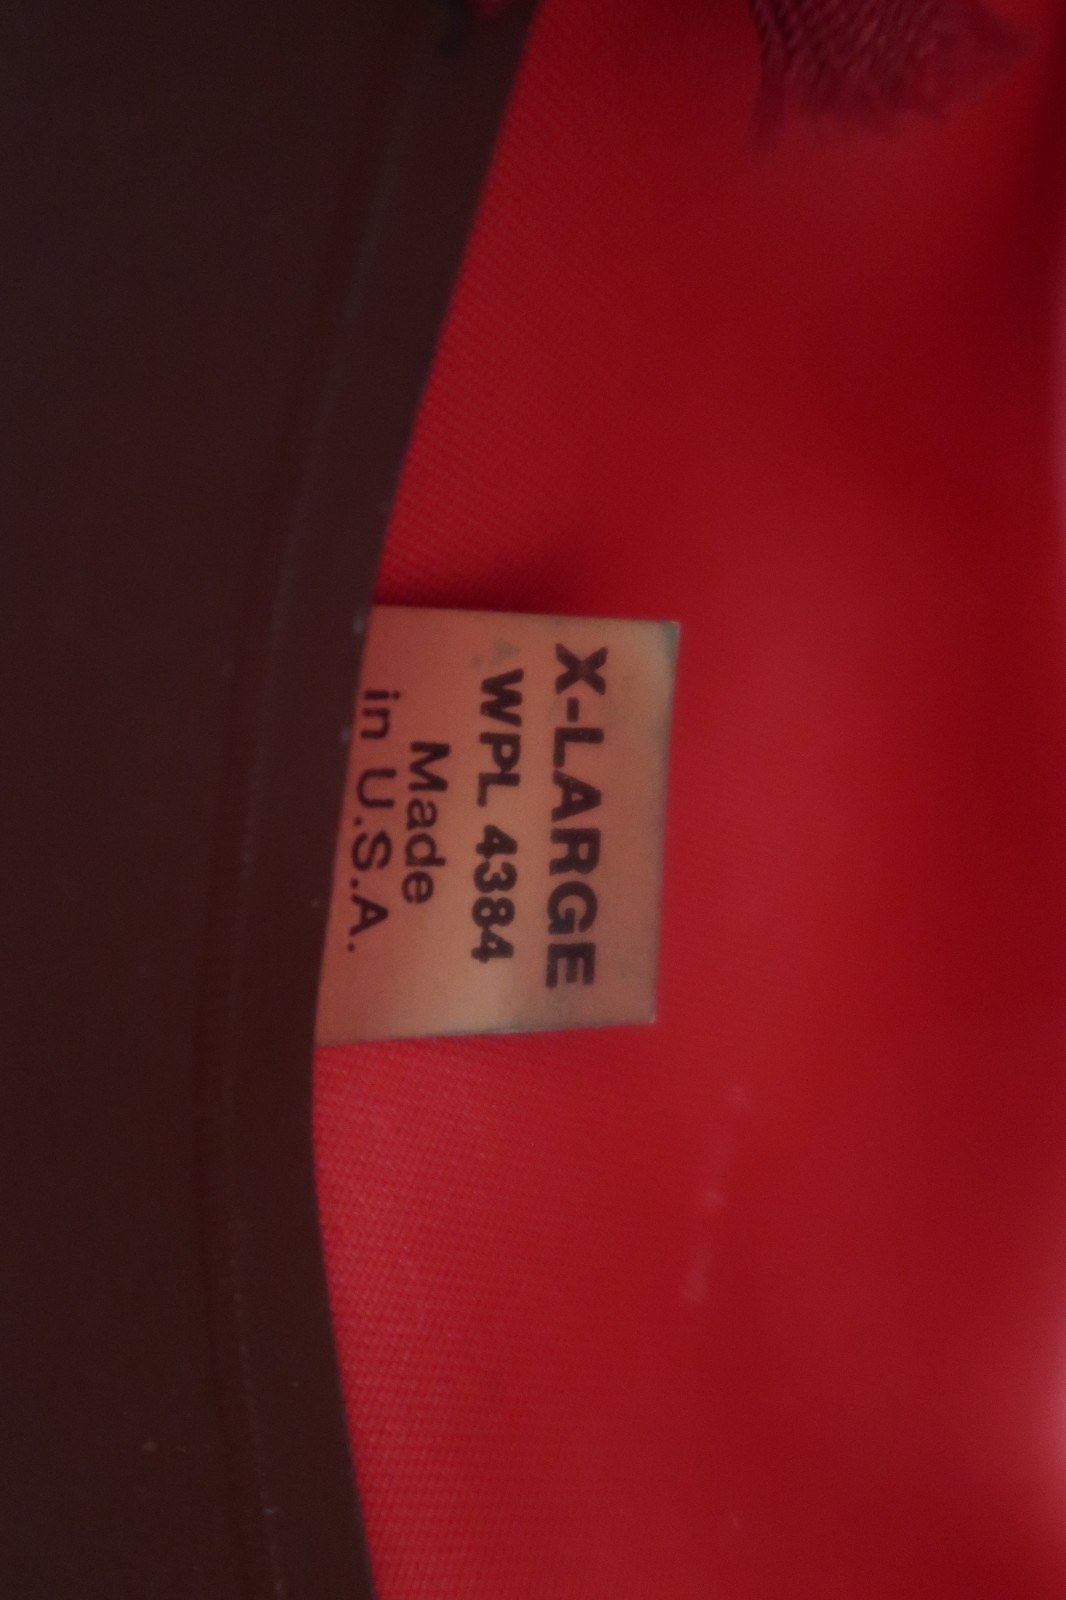 X-LARGE
WPL 4384
Made
in U.S.A.